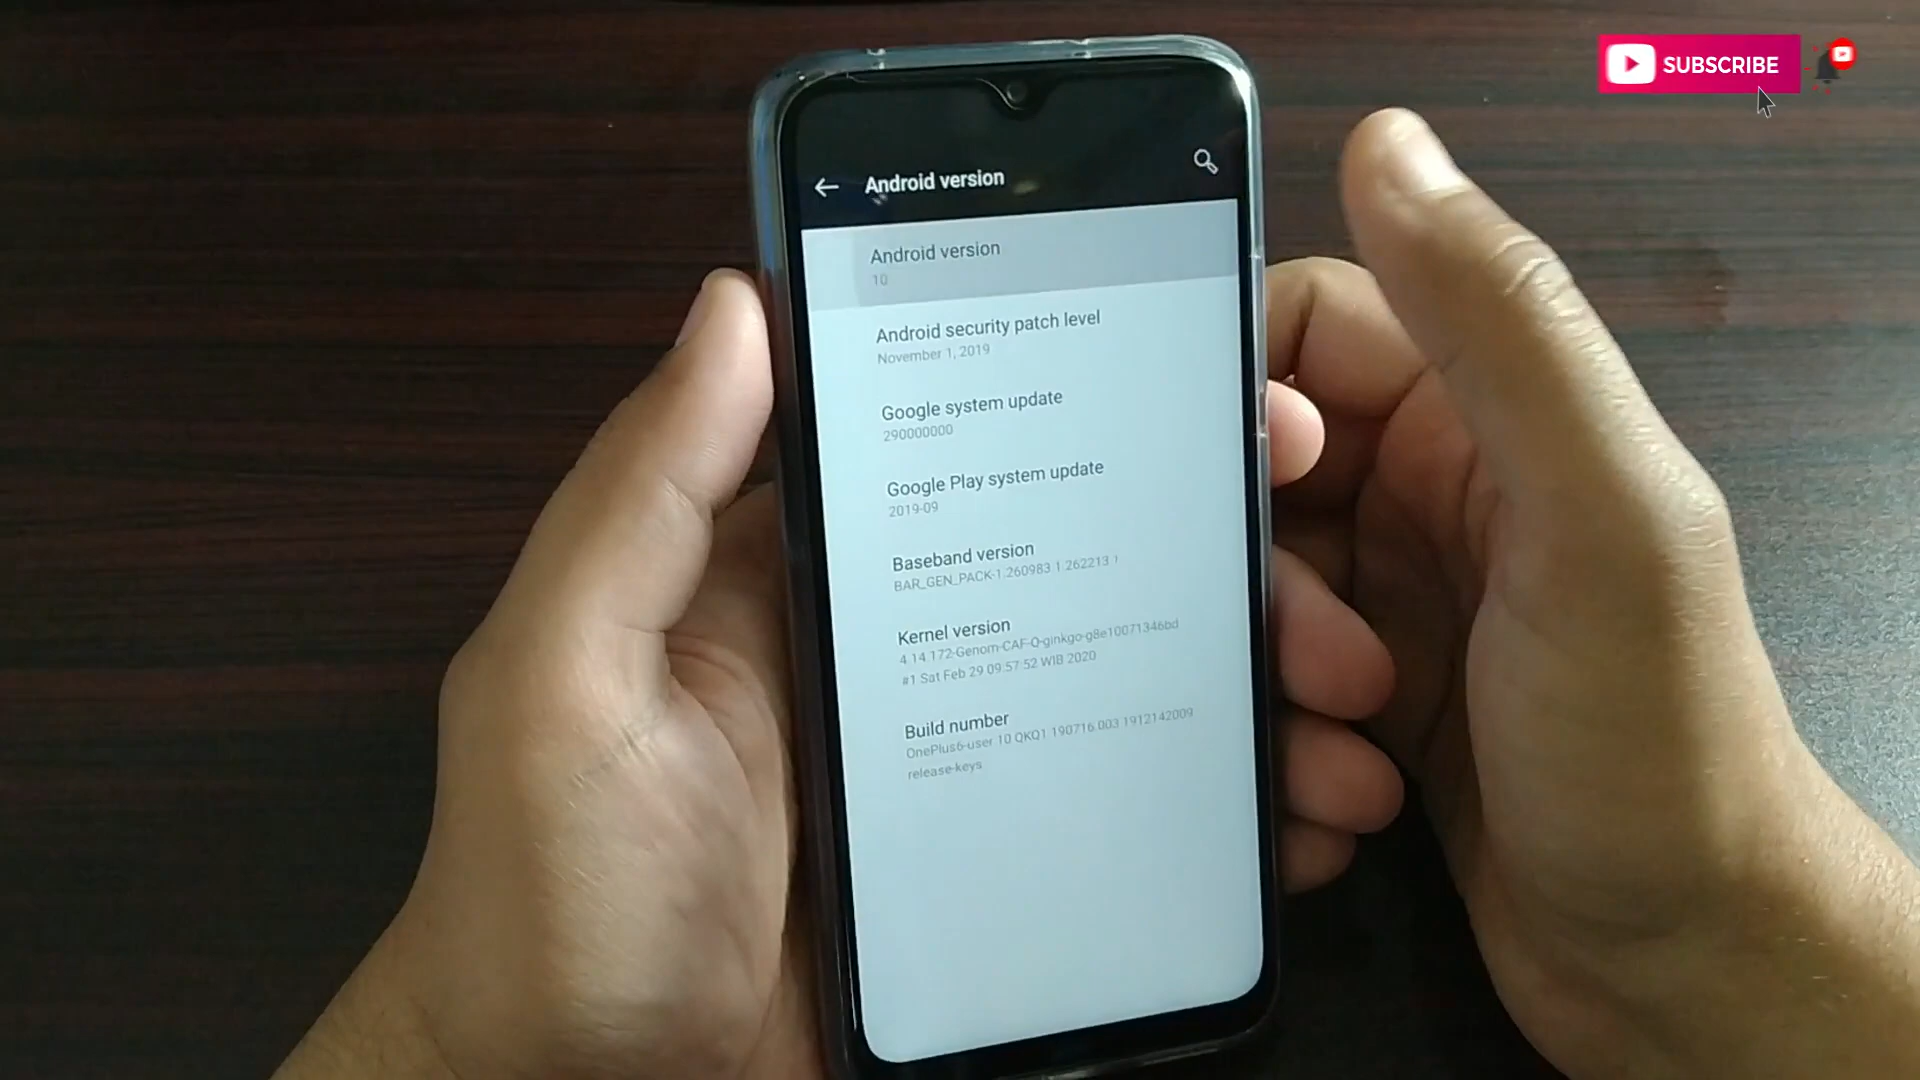 SUBSCRIBE
Android version
Android version
10
Android security patch level
November 1, 2019
Google system update
290000000
Google Play system update
2019-09
Baseband version
BAR_GEN_PACK-1.260983.1.262213.1
Kernel version
4.14.172-Genom-CAF-Q-ginkgo-g8e10071346bd
#1 Sat Feb 29 09:57:52 WIB 2020
Build number
OnePlus6-user 10 QKQ1.190716.003 1912142009
release-keys